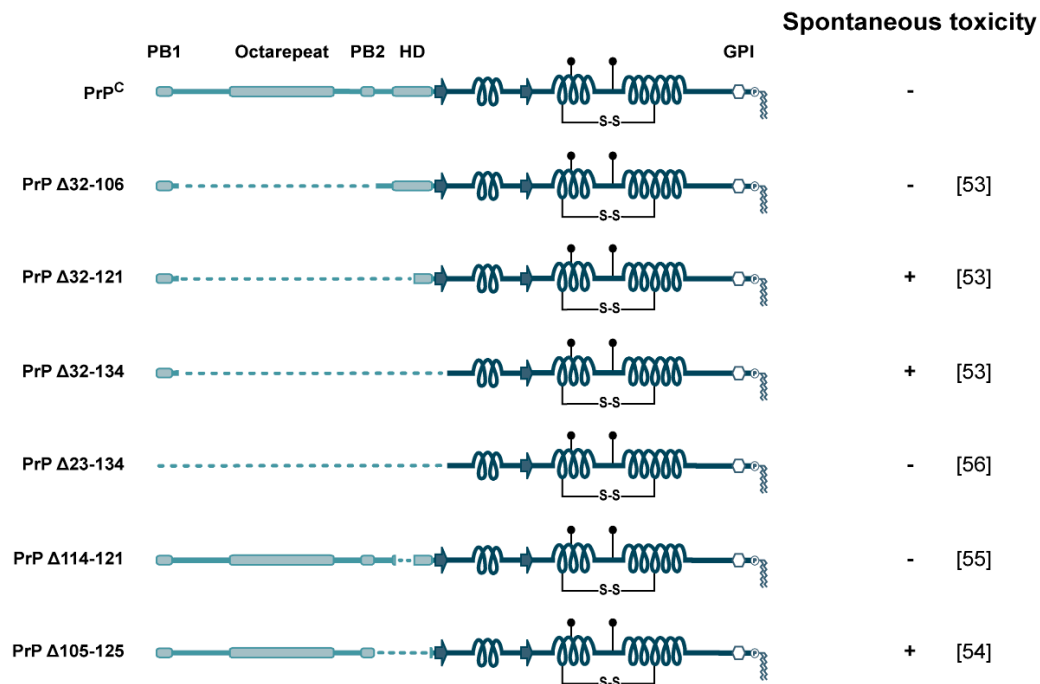 Spontaneous toxicity
PB1 Octarepeat PB2 HD GPI
PrPC - 
S-S
P
PrP Δ32-106 - [53]
S-S
P
PrP Δ32-121 + [53]
S-S
P
PrP Δ32-134 + [53]
S-S
P
PrP Δ23-134 - [56]
S-S
P
PrP Δ114-121 - [55]
S-S
P
PrP Δ105-125 + [54]
S-S
P